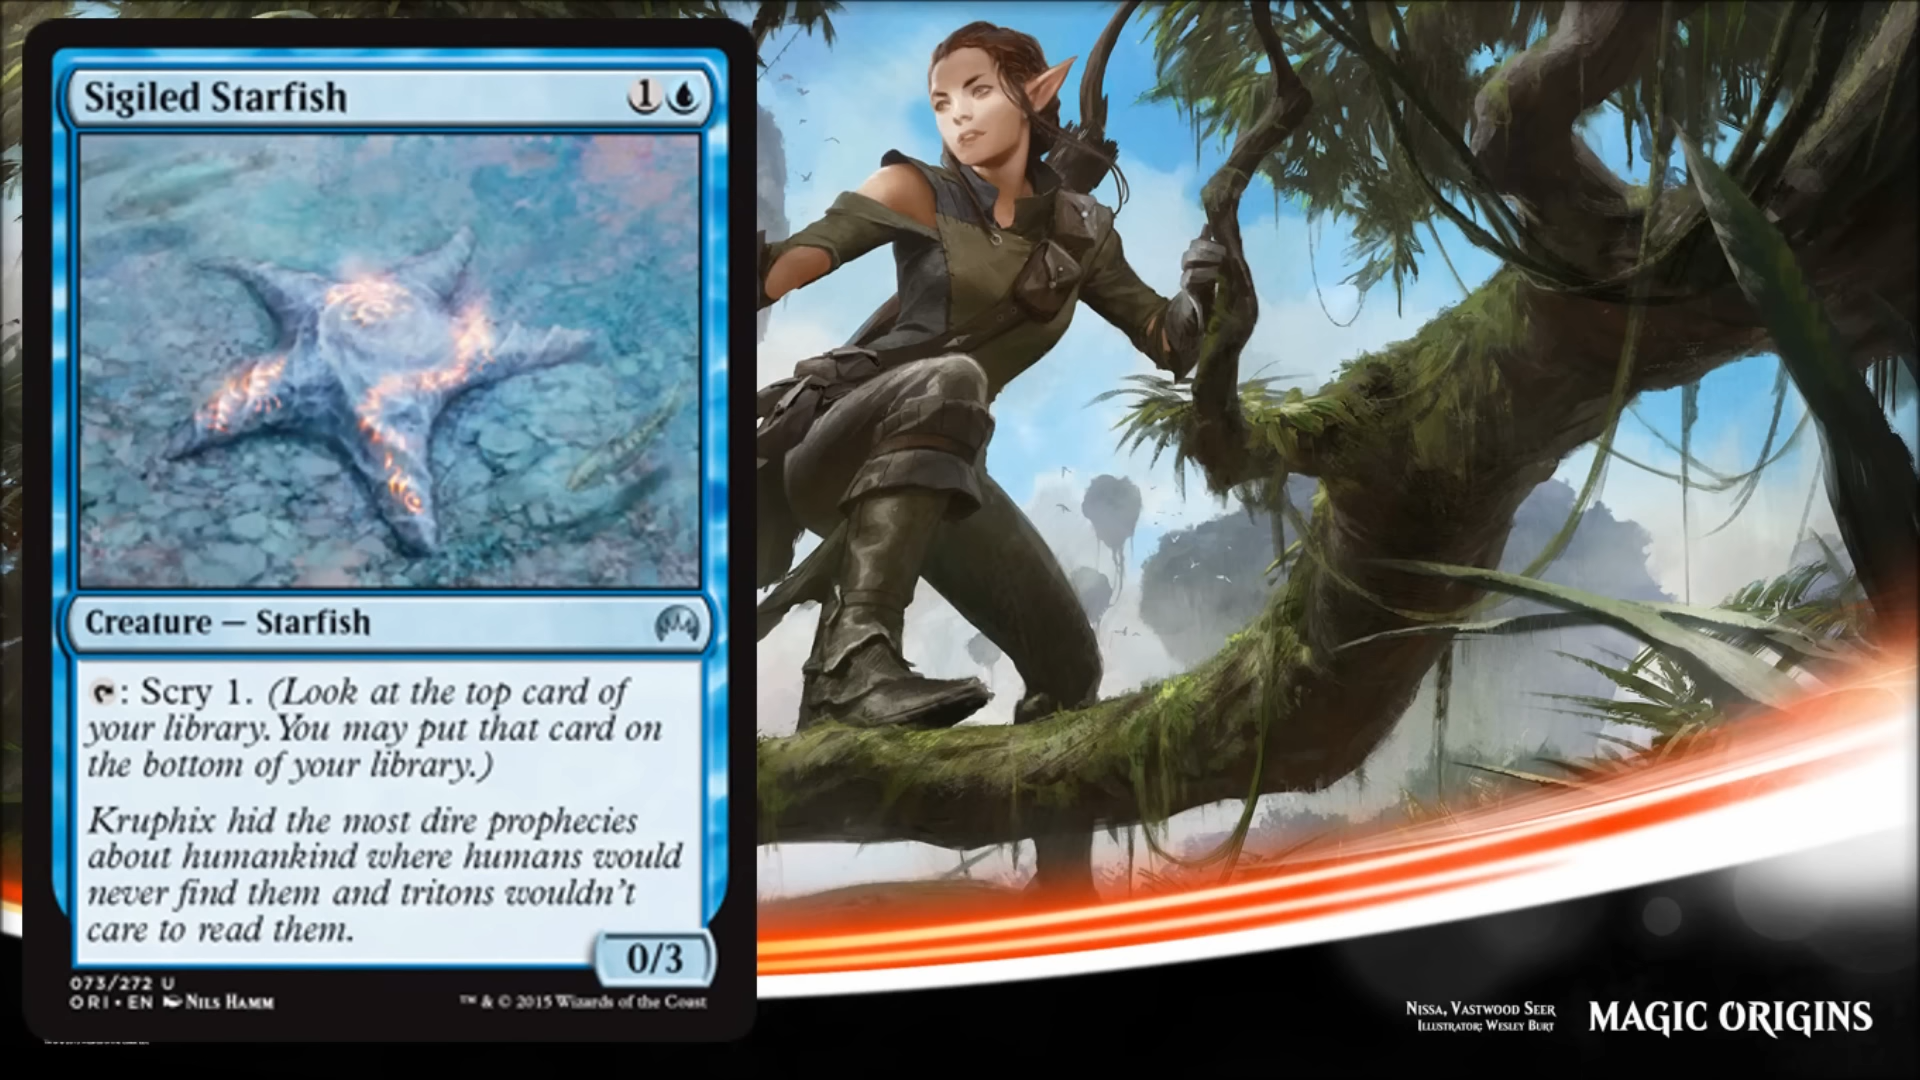 Sigiled Starfish 1
Creature — Starfish
: Scry 1. (Look at the top card of
your library. You may put that card on
the bottom of your library.)
Kruphix hid the most dire prophecies
about humankind where humans would
never find them and tritons wouldn't
care to read them.
0/3
073/272 U
ORI • EN Nils Hamm
™ & © 2015 Wizards of the Coast
Nissa, Vastwood Seer
Illustrator: Wesley Burt
MAGIC ORIGINS